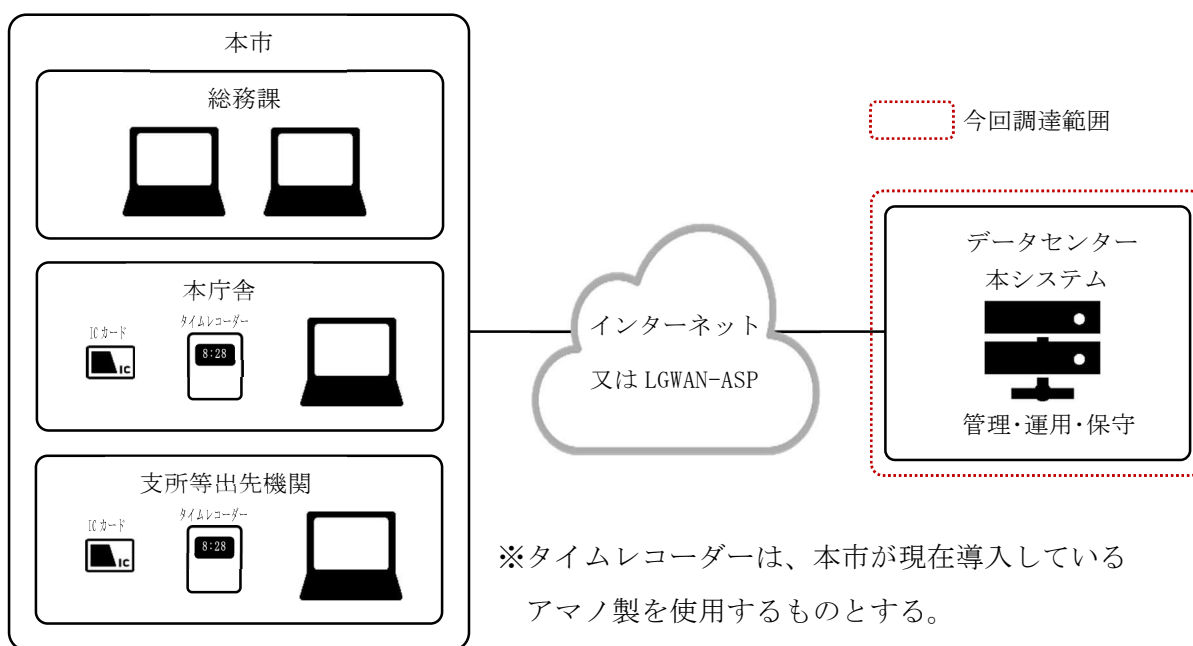 本市
総務課
本庁舎
ICカード
タイムレコーダー
8:28
IC
支所等出先機関
ICカード
タイムレコーダー
8:28
IC
インターネット
又は LGWAN-ASP
今回調達範囲
データセンター
本システム
管理・運用・保守
※タイムレコーダーは、本市が現在導入している
アマノ製を使用するものとする。